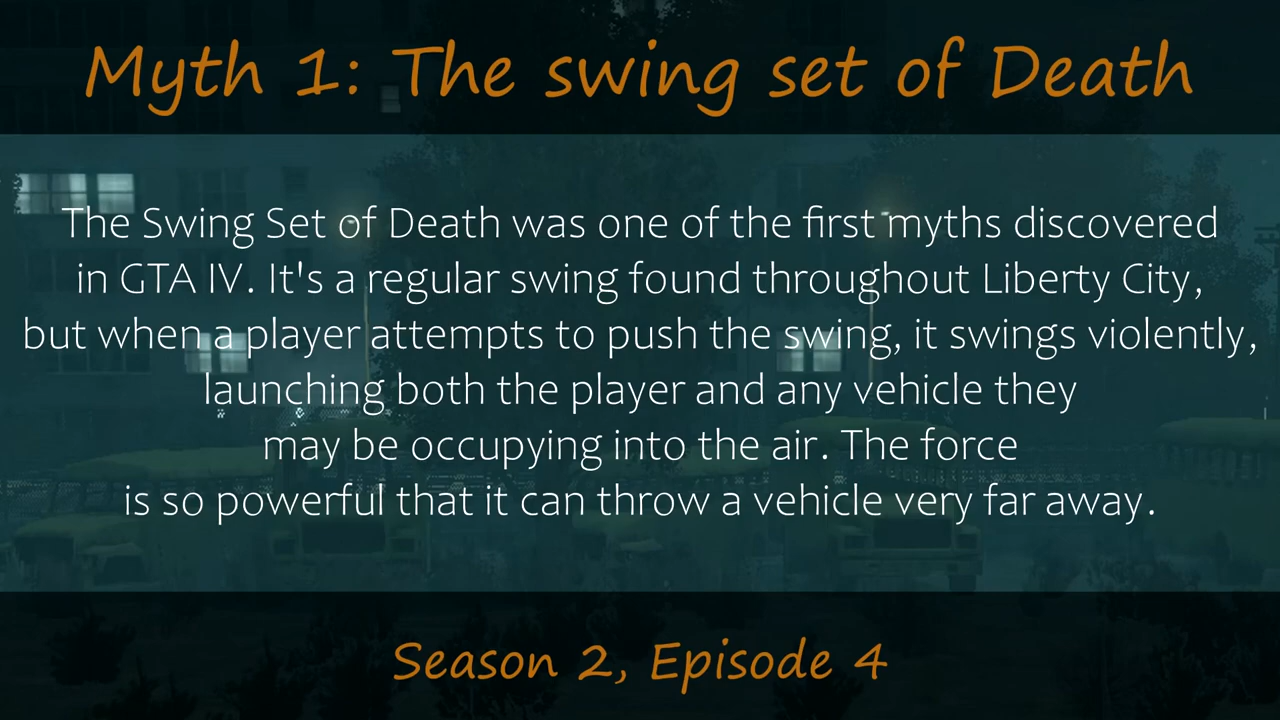 Myth 1: The swing set of Death
The Swing Set of Death was one of the first myths discovered
in GTA IV. It's a regular swing found throughout Liberty City,
but when a player attempts to push the swing, it swings violently,
launching both the player and any vehicle they
may be occupying into the air. The force
is so powerful that it can throw a vehicle very far away.
Season 2, Episode 4